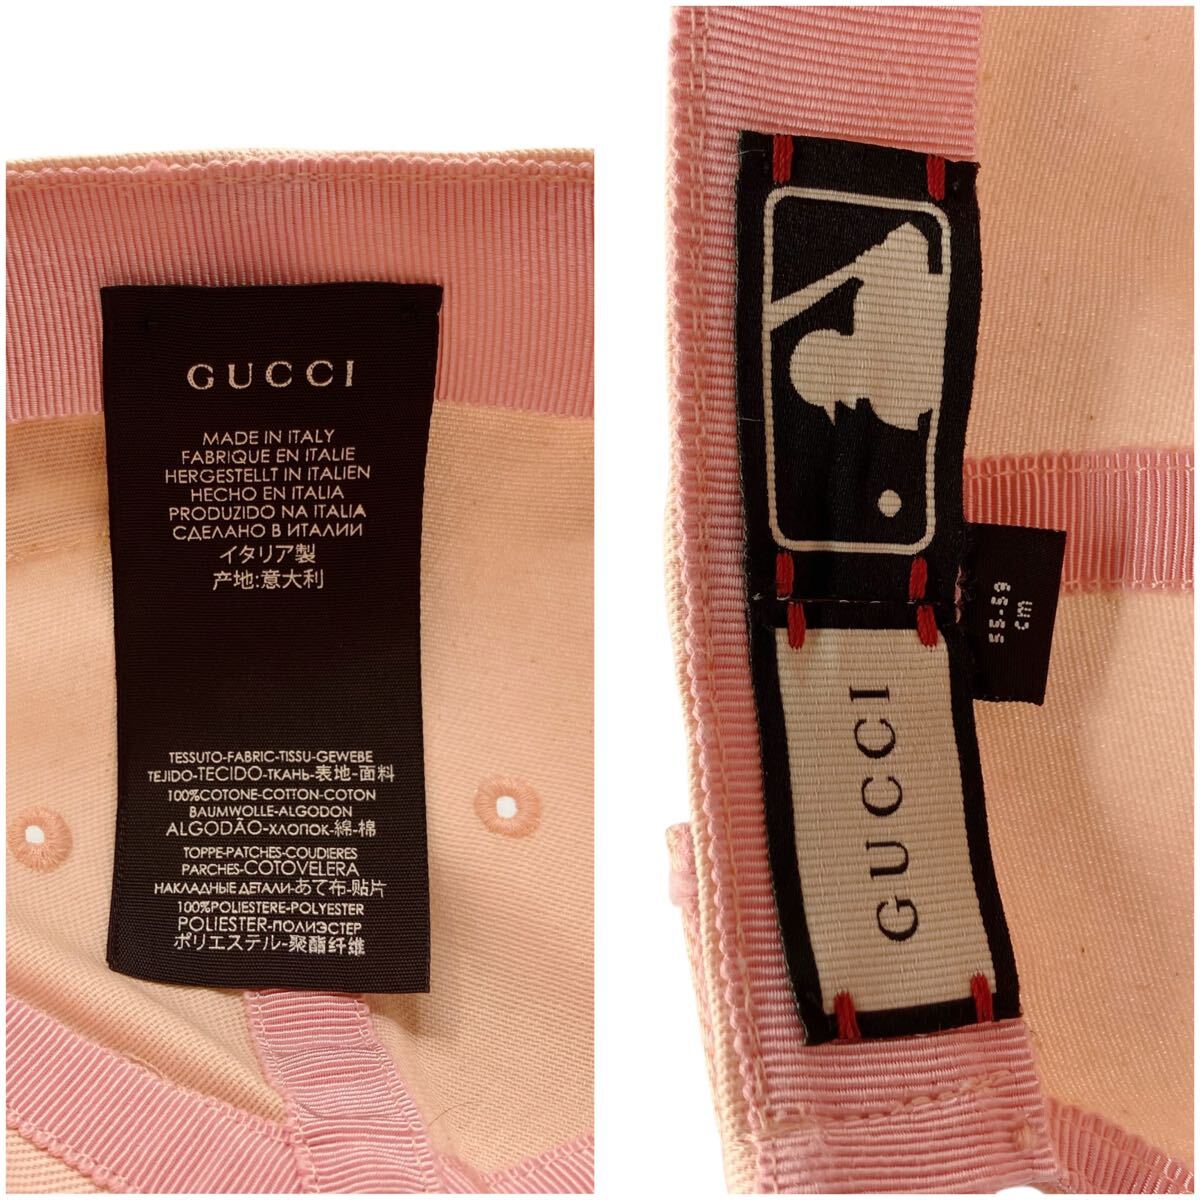 GUCCI
MADE IN ITALY
FABRIQUE EN ITALIE
HERGESTELLT IN ITALIEN
HECHO EN ITALIA
PRODUZIDO NA ITALIA
СДЕЛАНО В ИТАЛИИ
イタリア製
产地:意大利
TESSUTO-FABRIC-TISSU-GEWEBE
TEJIDO-TECIDO-ТКАНЬ-表地-面料
100%COTONE-COTTON-COTON
BAUMWOLLE-ALGODON
ALGODÃO-ХЛОПОК-綿-棉
TOPPE-PATCHES-COUDIERES
PARCHES-COTOVELERA
НАКЛАДНЫЕ ДЕТАЛИ-あて布-贴片
100%POLIESTERE-POLYESTER
POLIESTER-ПОЛИЭСТЕР
ポリエステル-聚酯纤维
55-59
cm
GUCCI